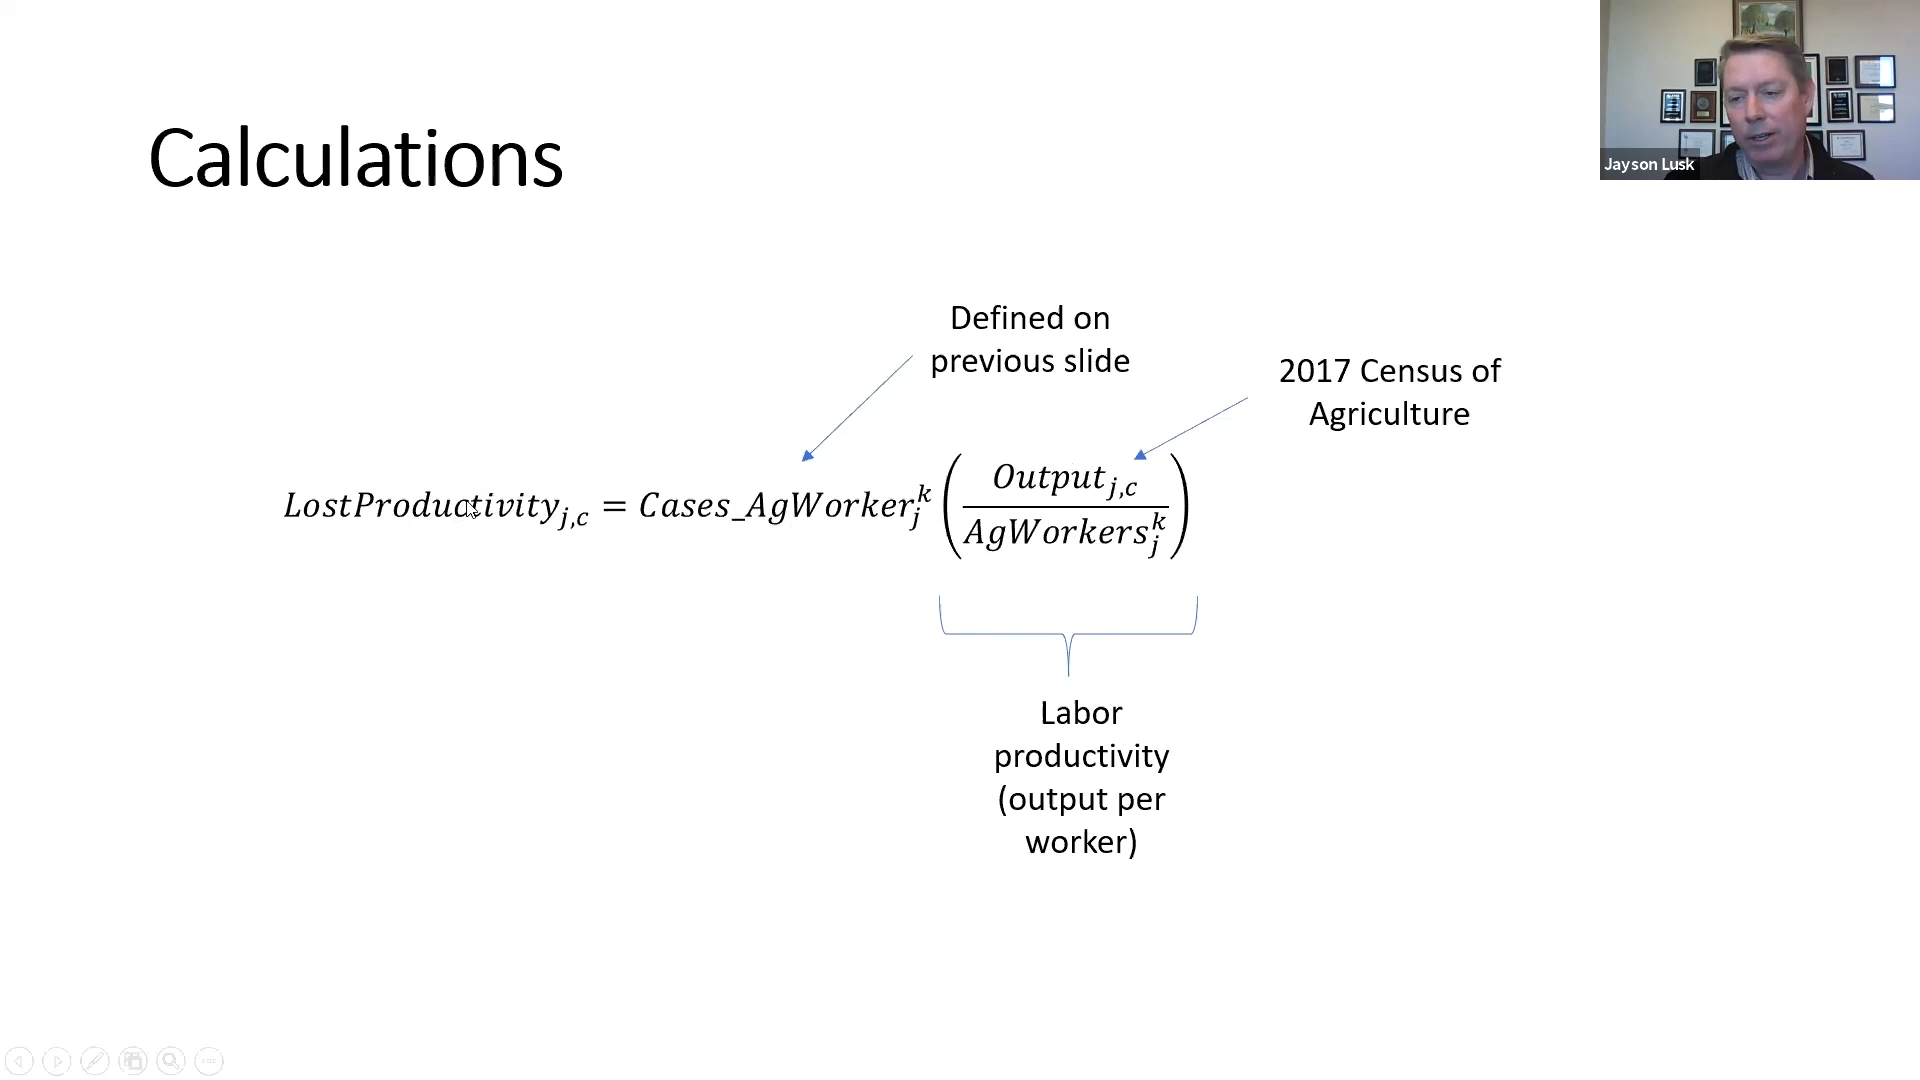 Calculations
Jayson Lusk
Defined on
previous slide
2017 Census of
Agriculture
LostProductivity_{j,c} = Cases_AgWorker_j^k (Output_{j,c} / AgWorkers_j^k)
Labor
productivity
(output per
worker)